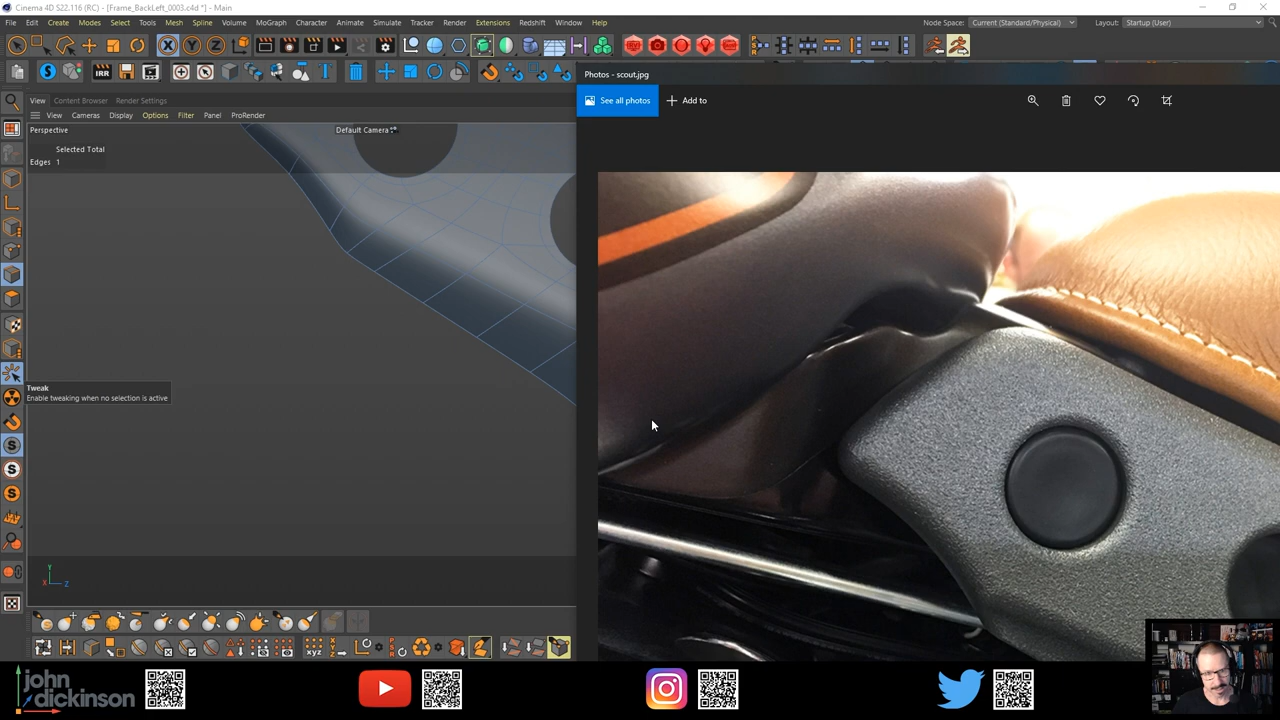 Cinema 4D S22.116 (RC) - [Frame_BackLeft_0003.c4d *] - Main
File Edit Create Modes Select Tools Mesh Splines Volume MoGraph Character Animate Simulate Tracker Render Extensions Redshift Window Help
Node Space: Current (Standard/Physical) Layout: Startup (User)
X Y Z
S IRR
Photos - scout.jpg
See all photos
Add to
View Content Browser Render Settings
View Cameras Display Options Filter Panel ProRender
Perspective
Default Camera
Selected Total
Edges 1
Tweak
Enable tweaking when no selection is active
Y
X Z
john
dickinson